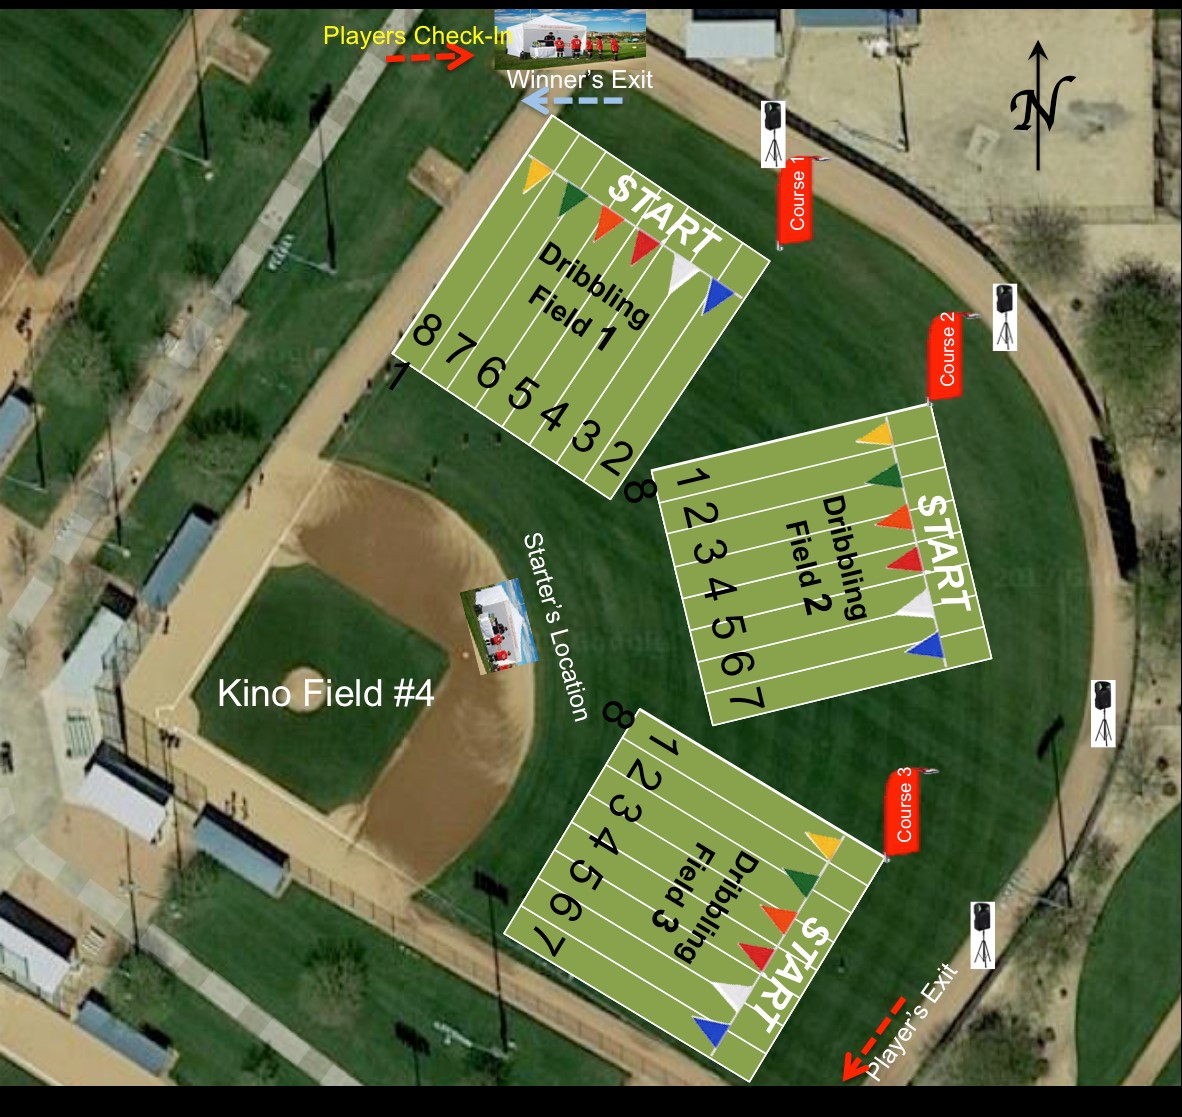 Players Check-In
Winner's Exit
N
Course 1
START
Dribbling
Field 1
8
7
6
5
4
3
2
1
Course 2
START
Dribbling
Field 2
1
2
3
4
5
6
7
8
Starter's Location
Kino Field #4
Course 3
START
Dribbling
Field 3
8
1
2
3
4
5
6
7
Player's Exit
Google